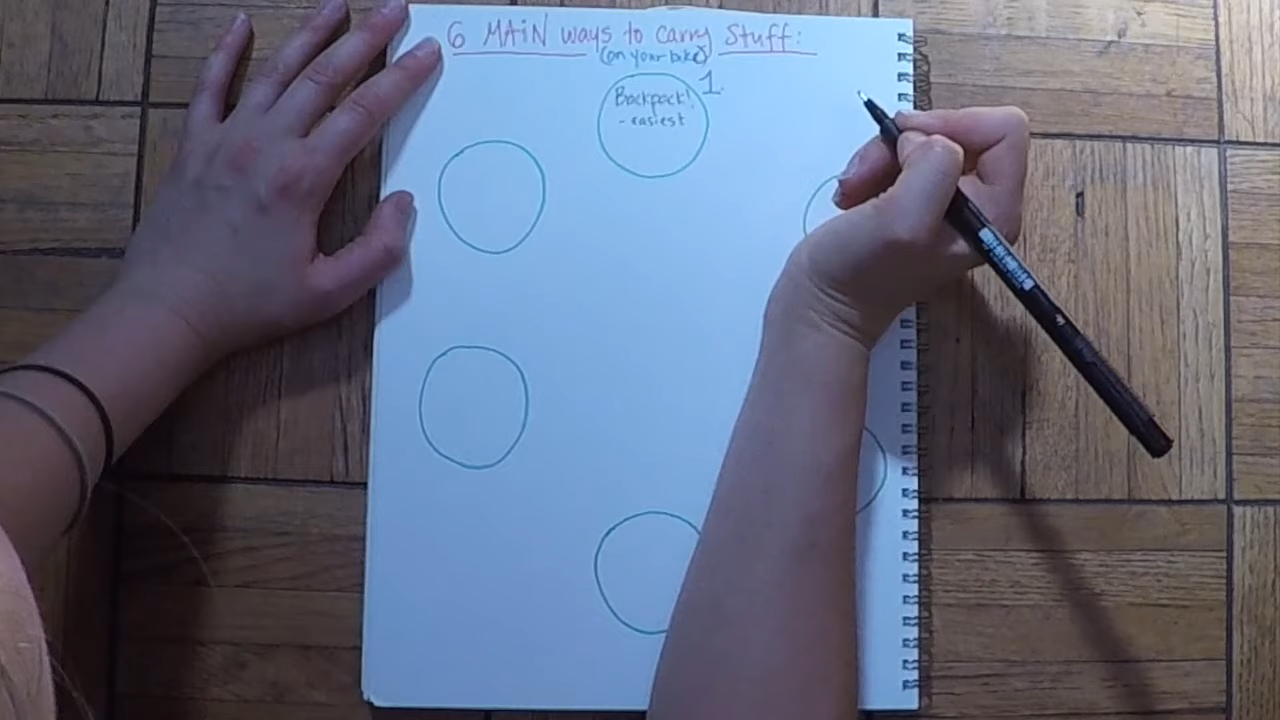 6 MAiN ways to carry Stuff:
(on your bike)
1.
Backpack!
- easiest